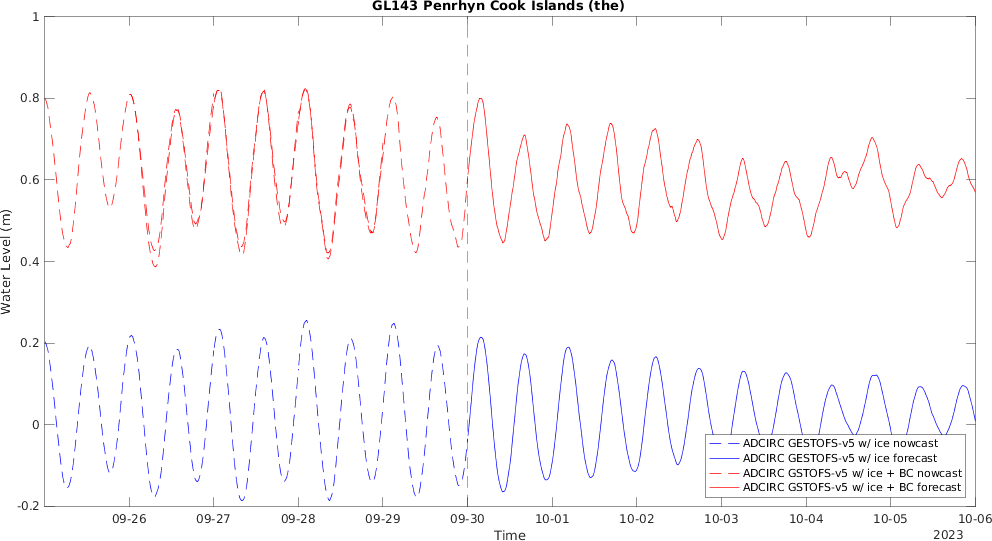 GL143 Penrhyn Cook Islands (the)
1
0.8
0.6
0.4
0.2
0
-0.2
Water Level (m)
ADCIRC GESTOFS-v5 w/ ice nowcast
ADCIRC GESTOFS-v5 w/ ice forecast
ADCIRC GSTOFS-v5 w/ ice + BC nowcast
ADCIRC GSTOFS-v5 w/ ice + BC forecast
09-26 09-27 09-28 09-29 09-30 10-01 10-02 10-03 10-04 10-05 10-06
Time
2023